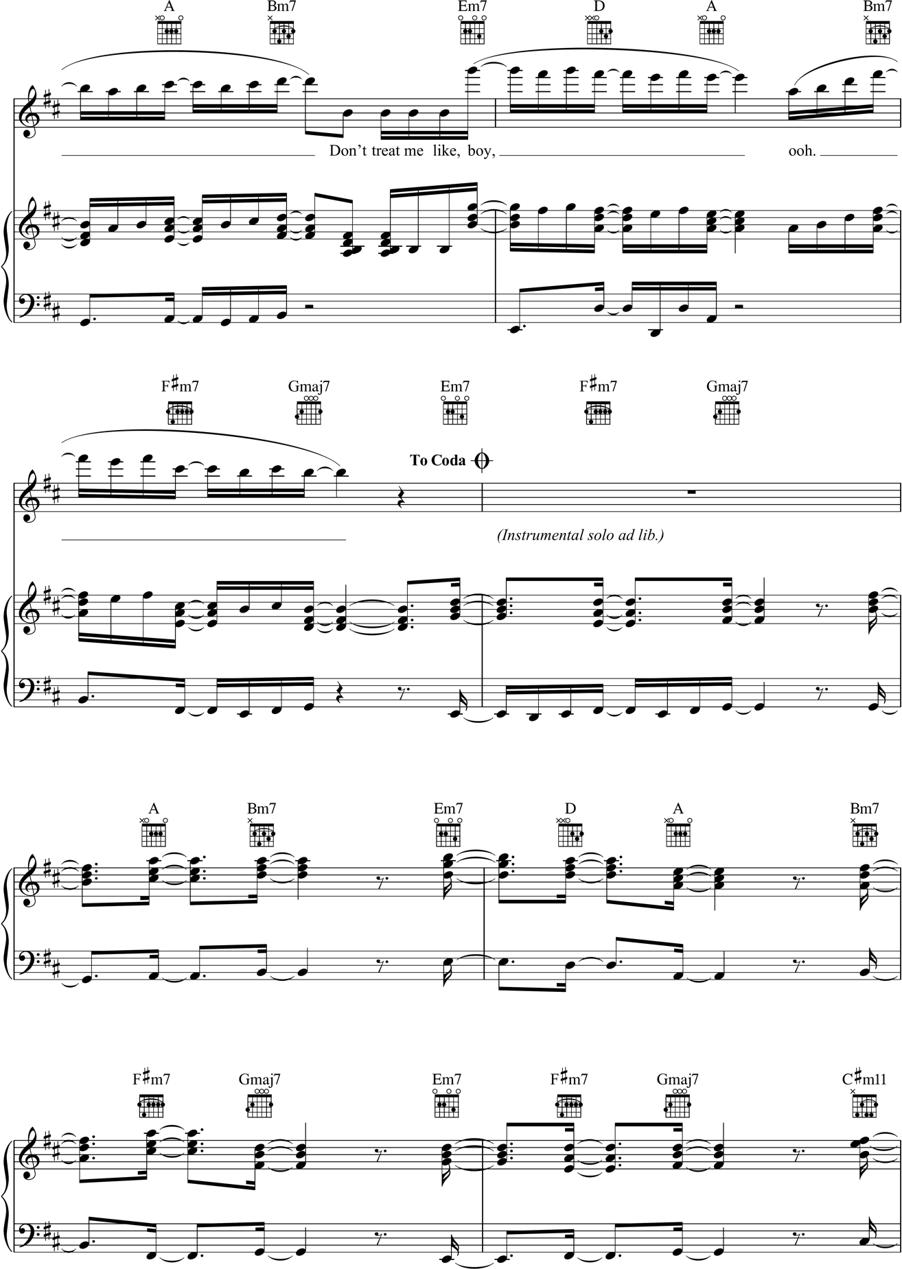 A Bm7 Em7 D A Bm7
Don't treat me like, boy, ooh.
F♯m7 Gmaj7 Em7 F♯m7 Gmaj7
To Coda
(Instrumental solo ad lib.)
A Bm7 Em7 D A Bm7
F♯m7 Gmaj7 Em7 F♯m7 Gmaj7 C♯m11